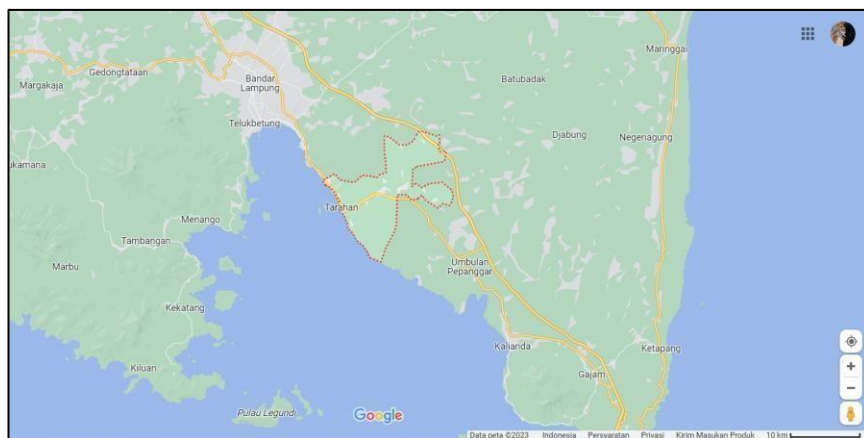 Maringgai
Gedongtataan
Bandar
Lampung
Batubadak
Margakaja
Telukbetung
Djabung
Negeriagung
ukamana
Tarahan
Menango
Tambangan
Umbulan
Pepanggar
Marbu
Kekatang
Kalianda
Ketapang
Kiluan
Gajam
Pulau Legundi
Google
Data peta ©2023 Indonesia Persyaratan Privasi Kirim Masukan Produk 10 km